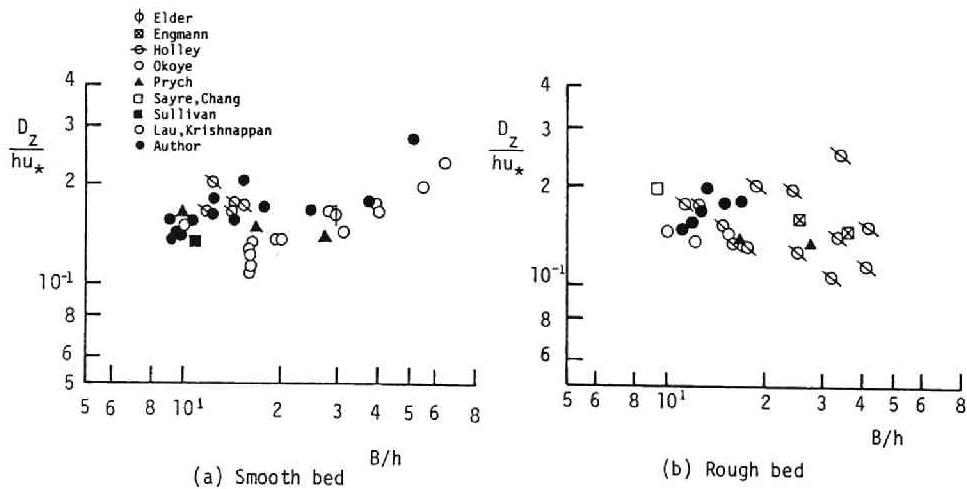 Elder
Engmann
Holley
Okoye
Prych
Sayre,Chang
Sullivan
Lau,Krishnappan
Author
D_z
hu_*
4
3
2
10^-1
8
6
5
5 6 8 10^1 2 3 4 5 6 8
B/h
(a) Smooth bed
D_z
hu_*
4
3
2
10^-1
8
6
5 6 8 10^1 2 3 4 5 6 8
B/h
(b) Rough bed